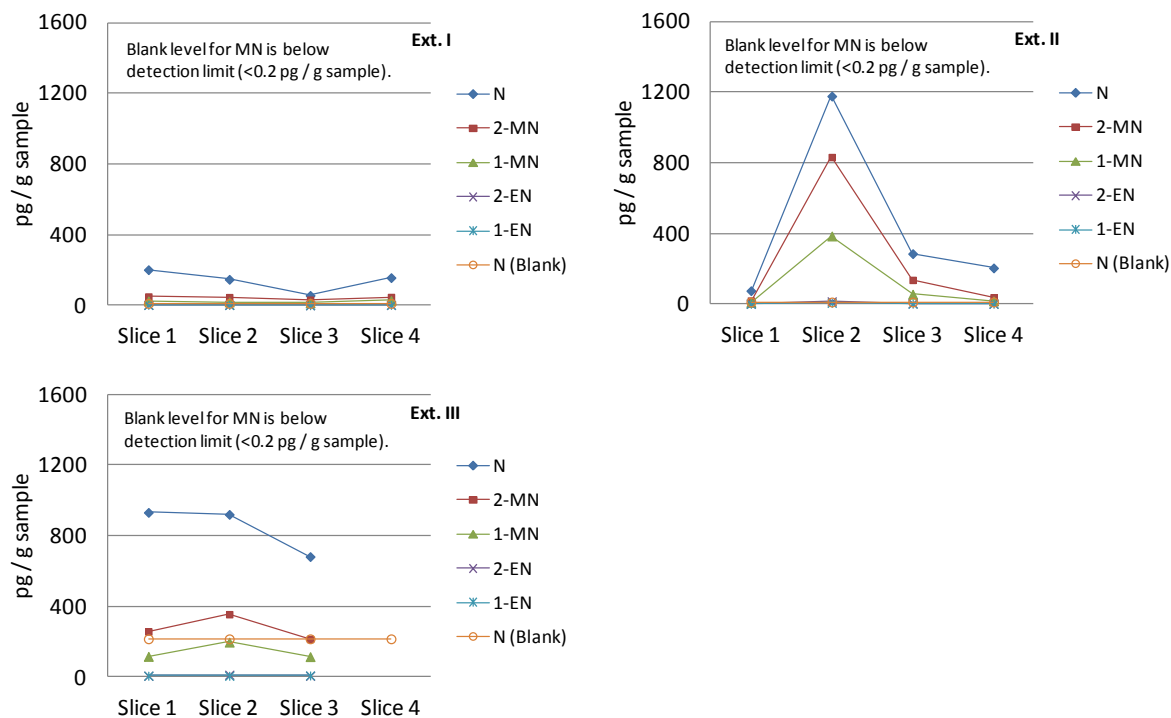 1600
1200
800
400
0
pg / g sample
Blank level for MN is below
detection limit (<0.2 pg / g sample).
Ext. I
N
2-MN
1-MN
2-EN
1-EN
N (Blank)
Slice 1 Slice 2 Slice 3 Slice 4
1600
1200
800
400
0
pg / g sample
Blank level for MN is below
detection limit (<0.2 pg / g sample).
Ext. II
N
2-MN
1-MN
2-EN
1-EN
N (Blank)
Slice 1 Slice 2 Slice 3 Slice 4
1600
1200
800
400
0
pg / g sample
Blank level for MN is below
detection limit (<0.2 pg / g sample).
Ext. III
N
2-MN
1-MN
2-EN
1-EN
N (Blank)
Slice 1 Slice 2 Slice 3 Slice 4